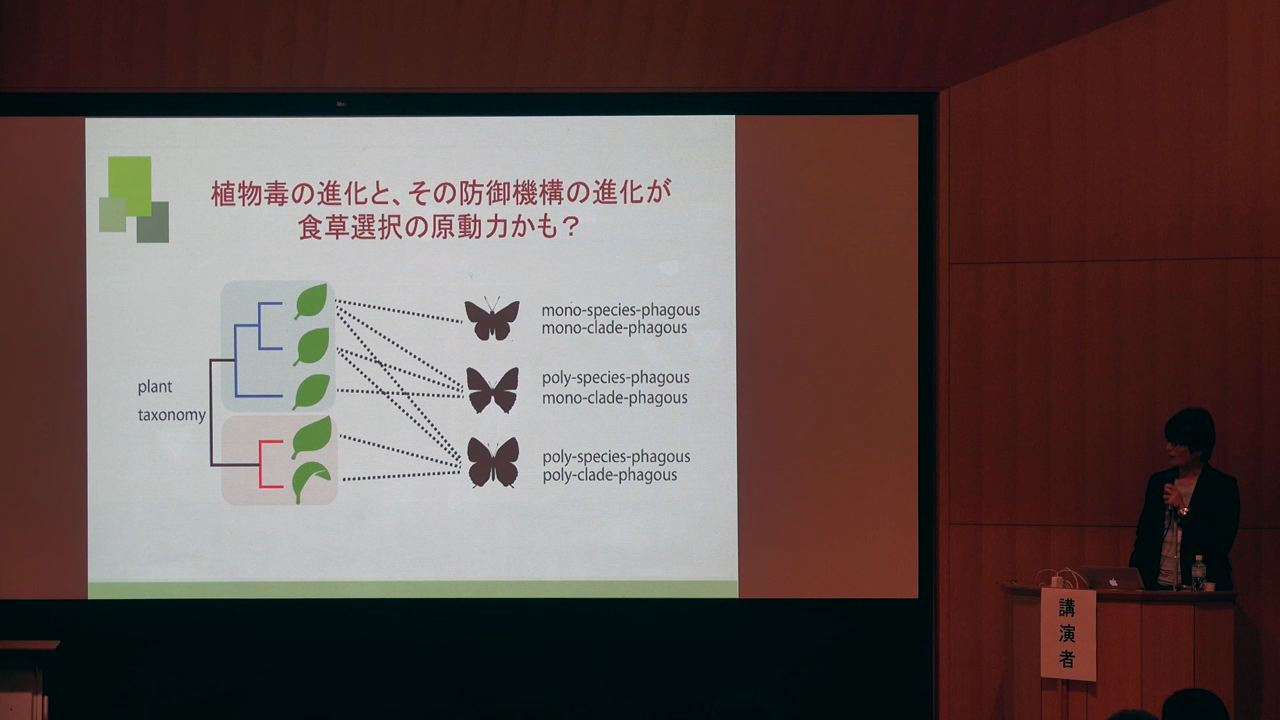 植物毒の進化と、その防御機構の進化が
食草選択の原動力かも？
plant
taxonomy
mono-species-phagous
mono-clade-phagous
poly-species-phagous
mono-clade-phagous
poly-species-phagous
poly-clade-phagous
講
演
者